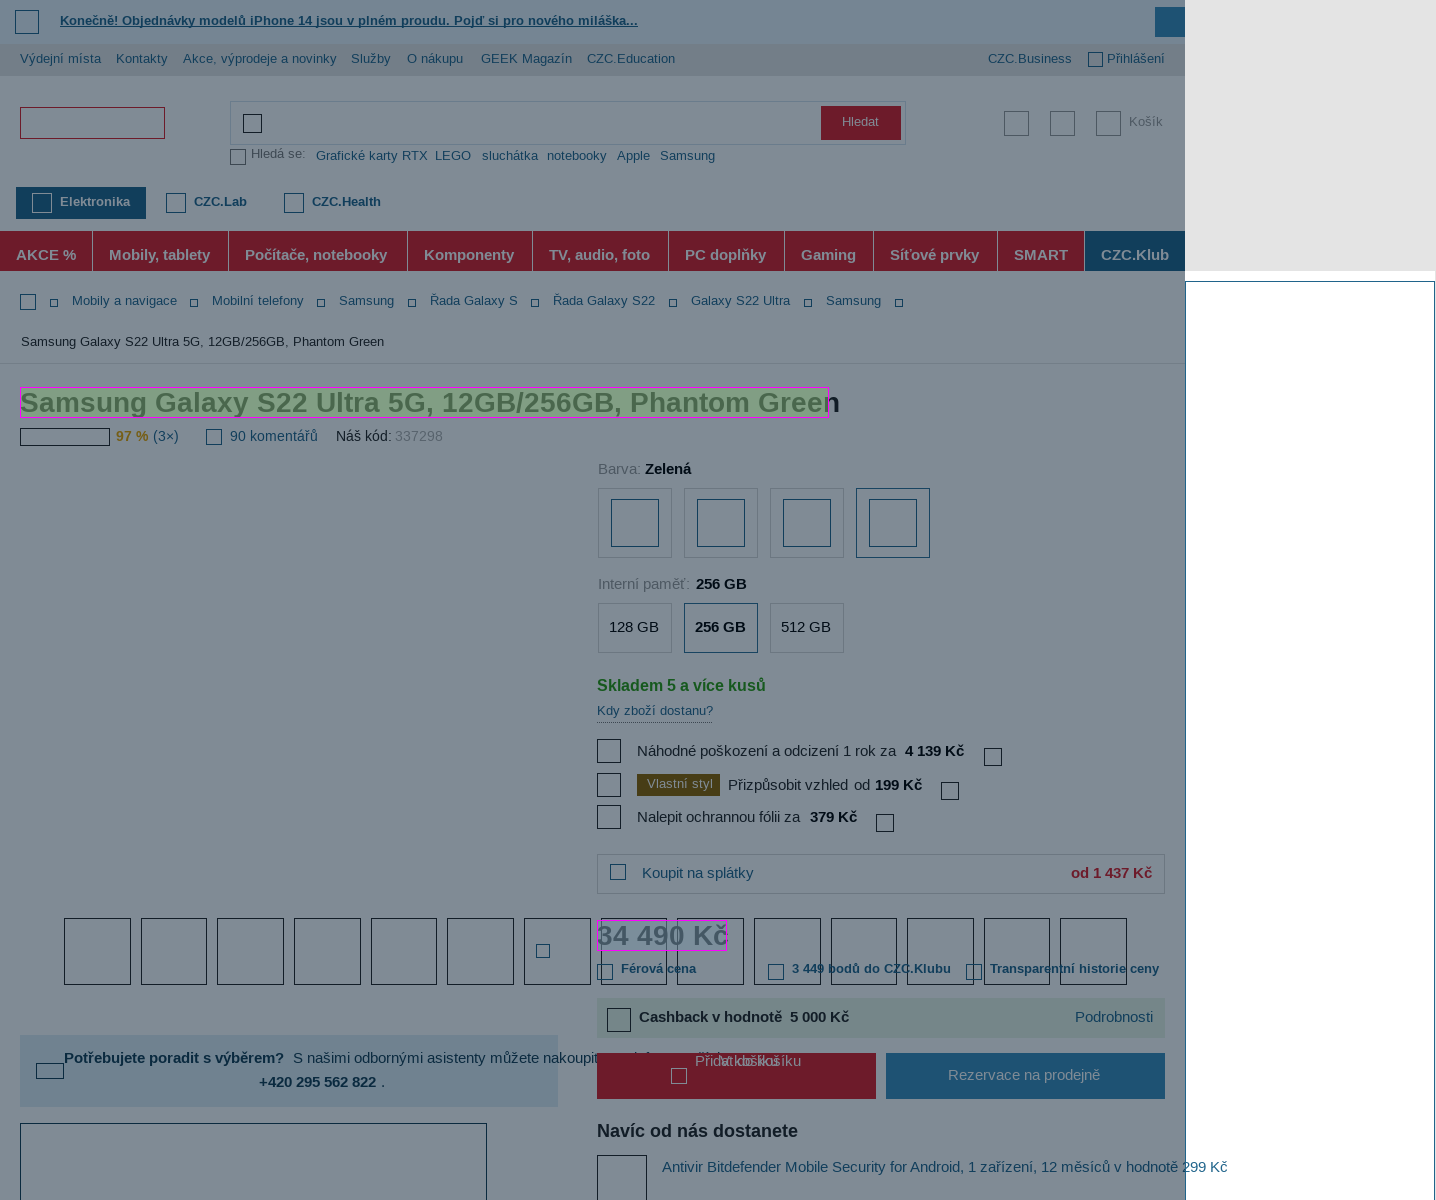 Konečně! Objednávky modelů iPhone 14 jsou v plném proudu. Pojď si pro nového miláška...
Výdejní místa Kontakty Akce, výprodeje a novinky Služby O nákupu GEEK Magazín CZC.Education CZC.Business Přihlášení
Hledat Košík
Hledá se: Grafické karty RTX LEGO sluchátka notebooky Apple Samsung
Elektronika CZC.Lab CZC.Health
AKCE % Mobily, tablety Počítače, notebooky Komponenty TV, audio, foto PC doplňky Gaming Síťové prvky SMART CZC.Klub
Mobily a navigace Mobilní telefony Samsung Řada Galaxy S Řada Galaxy S22 Galaxy S22 Ultra Samsung
Samsung Galaxy S22 Ultra 5G, 12GB/256GB, Phantom Green
Samsung Galaxy S22 Ultra 5G, 12GB/256GB, Phantom Green
97 % (3×) 90 komentářů Náš kód: 337298
Barva: Zelená
Interní paměť: 256 GB
128 GB 256 GB 512 GB
Skladem 5 a více kusů
Kdy zboží dostanu?
Náhodné poškození a odcizení 1 rok za 4 139 Kč
Vlastní styl Přizpůsobit vzhled od 199 Kč
Nalepit ochrannou fólii za 379 Kč
Koupit na splátky od 1 437 Kč
34 490 Kč
Férová cena 3 449 bodů do CZC.Klubu Transparentní historie ceny
Cashback v hodnotě 5 000 Kč Podrobnosti
Potřebujete poradit s výběrem? S našimi odbornými asistenty můžete nakoupit
+420 295 562 822 .
Přidat do košíku
V košíku
Rezervace na prodejně
Navíc od nás dostanete
Antivir Bitdefender Mobile Security for Android, 1 zařízení, 12 měsíců v hodnotě 299 Kč